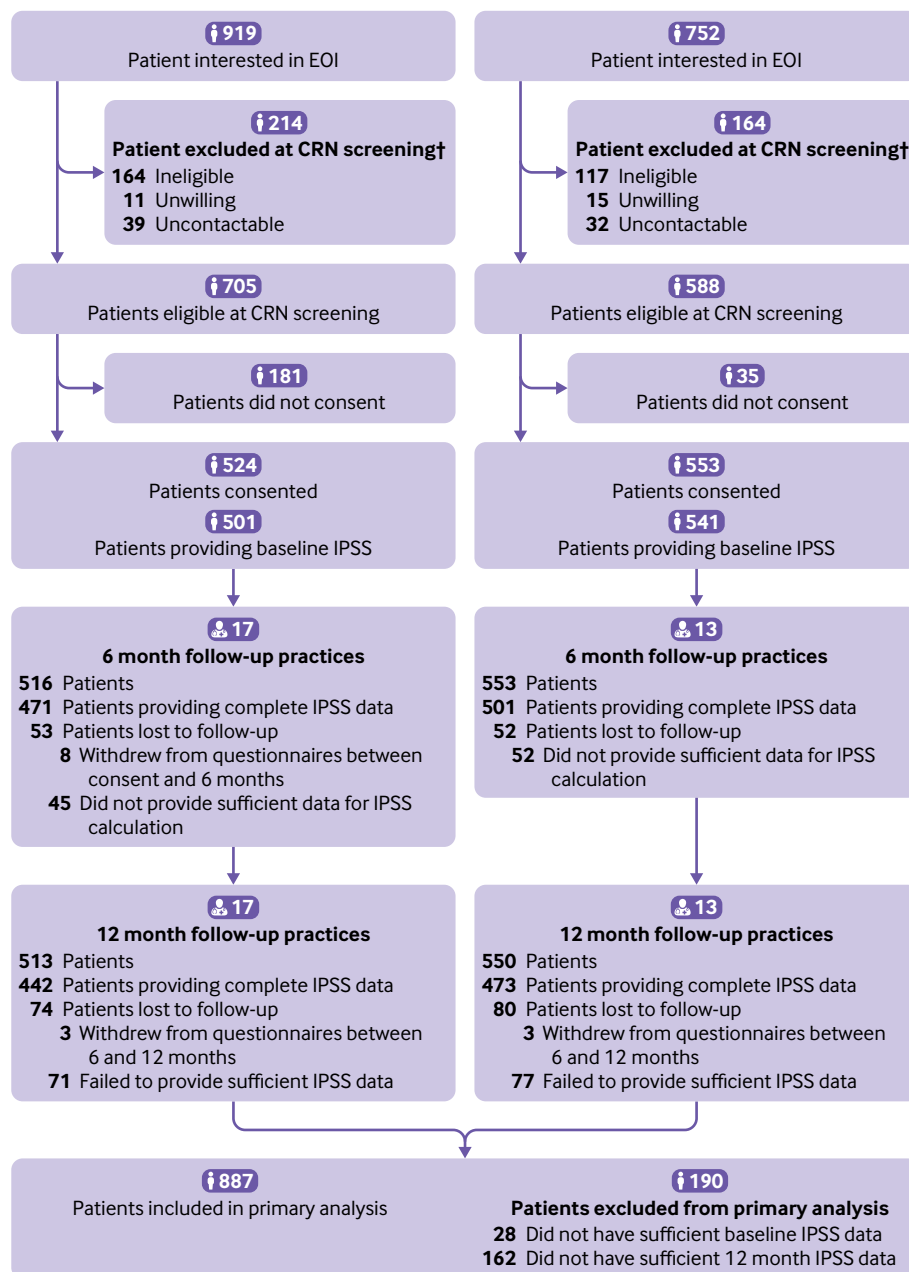 919
Patient interested in EOI
214
Patient excluded at CRN screening†
164 Ineligible
11 Unwilling
39 Uncontactable
705
Patients eligible at CRN screening
181
Patients did not consent
524
Patients consented
501
Patients providing baseline IPSS
17
6 month follow-up practices
516 Patients
471 Patients providing complete IPSS data
53 Patients lost to follow-up
8 Withdrew from questionnaires between
consent and 6 months
45 Did not provide sufficient data for IPSS
calculation
17
12 month follow-up practices
513 Patients
442 Patients providing complete IPSS data
74 Patients lost to follow-up
3 Withdrew from questionnaires between
6 and 12 months
71 Failed to provide sufficient IPSS data
752
Patient interested in EOI
164
Patient excluded at CRN screening†
117 Ineligible
15 Unwilling
32 Uncontactable
588
Patients eligible at CRN screening
35
Patients did not consent
553
Patients consented
541
Patients providing baseline IPSS
13
6 month follow-up practices
553 Patients
501 Patients providing complete IPSS data
52 Patients lost to follow-up
52 Did not provide sufficient data for IPSS
calculation
13
12 month follow-up practices
550 Patients
473 Patients providing complete IPSS data
80 Patients lost to follow-up
3 Withdrew from questionnaires between
6 and 12 months
77 Failed to provide sufficient IPSS data
887
Patients included in primary analysis
190
Patients excluded from primary analysis
28 Did not have sufficient baseline IPSS data
162 Did not have sufficient 12 month IPSS data